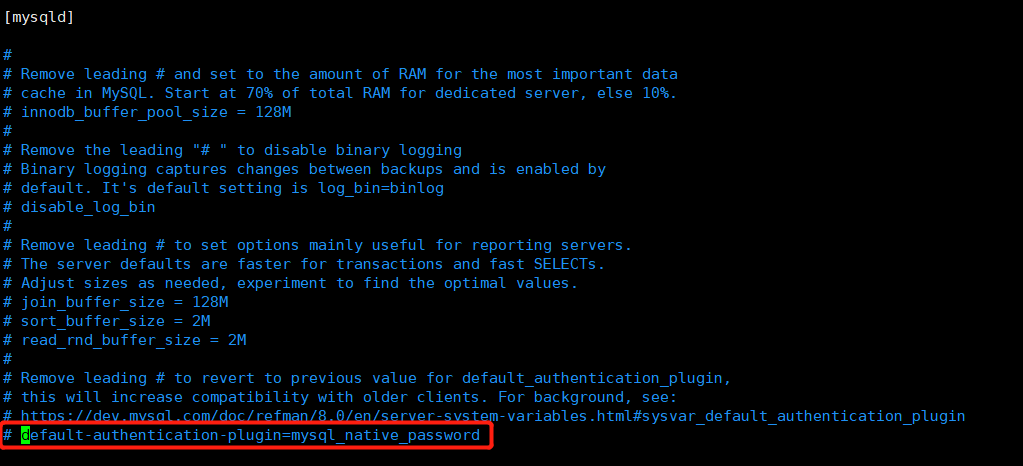 [mysqld]
#
# Remove leading # and set to the amount of RAM for the most important data
# cache in MySQL. Start at 70% of total RAM for dedicated server, else 10%.
# innodb_buffer_pool_size = 128M
#
# Remove the leading "# " to disable binary logging
# Binary logging captures changes between backups and is enabled by
# default. It's default setting is log_bin=binlog
# disable_log_bin
#
# Remove leading # to set options mainly useful for reporting servers.
# The server defaults are faster for transactions and fast SELECTs.
# Adjust sizes as needed, experiment to find the optimal values.
# join_buffer_size = 128M
# sort_buffer_size = 2M
# read_rnd_buffer_size = 2M
#
# Remove leading # to revert to previous value for default_authentication_plugin,
# this will increase compatibility with older clients. For background, see:
# https://dev.mysql.com/doc/refman/8.0/en/server-system-variables.html#sysvar_default_authentication_plugin
# default-authentication-plugin=mysql_native_password